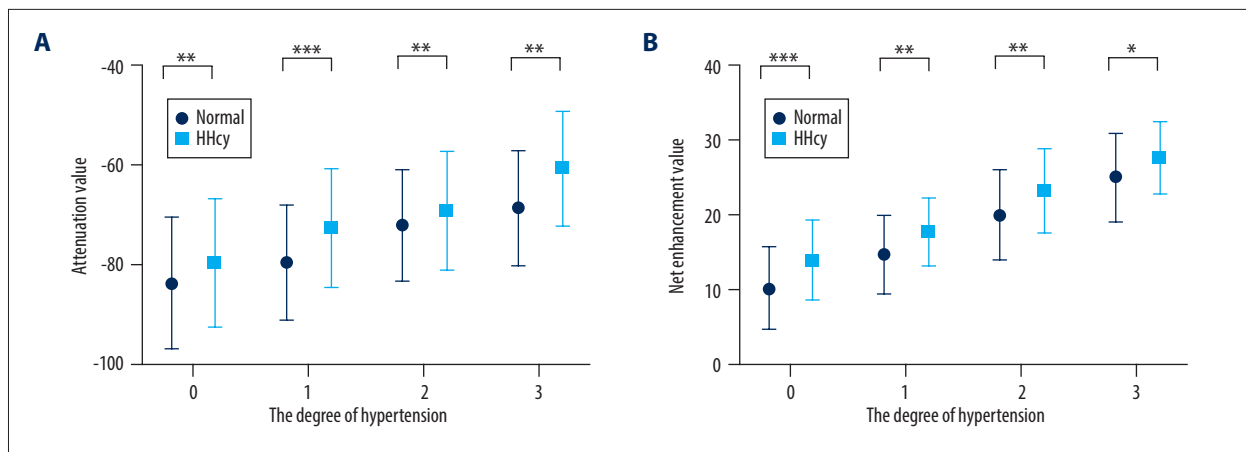 A
** *** ** **
-40
-60
-80
-100
Attenuation value
Normal
HHcy
0 1 2 3
The degree of hypertension
B
*** ** ** *
40
30
20
10
0
Net enhancement value
Normal
HHcy
0 1 2 3
The degree of hypertension